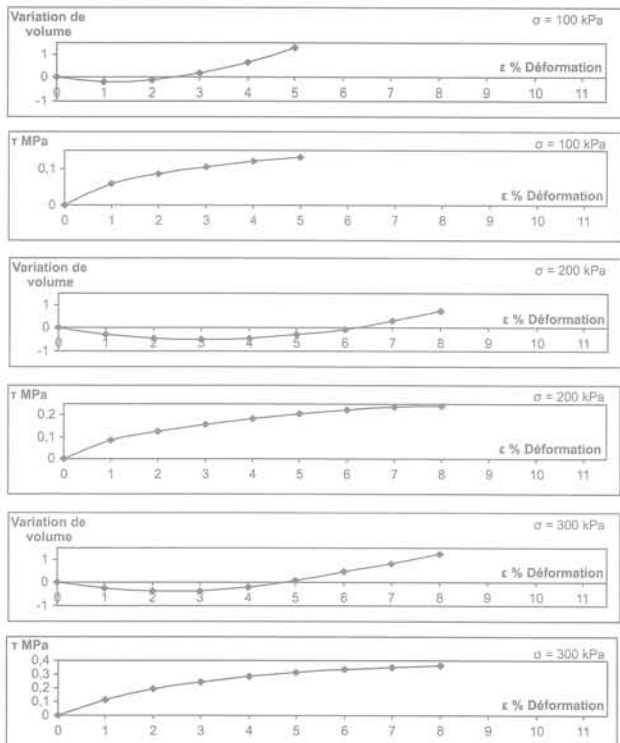 Variation de
volume
σ = 100 kPa
1
0
-1
ε % Déformation
0 1 2 3 4 5 6 7 8 9 10 11
τ MPa
σ = 100 kPa
0,1
0
ε % Déformation
0 1 2 3 4 5 6 7 8 9 10 11
Variation de
volume
σ = 200 kPa
1
0
-1
ε % Déformation
0 1 2 3 4 5 6 7 8 9 10 11
τ MPa
σ = 200 kPa
0,2
0,1
0
ε % Déformation
0 1 2 3 4 5 6 7 8 9 10 11
Variation de
volume
σ = 300 kPa
1
0
-1
ε % Déformation
0 1 2 3 4 5 6 7 8 9 10 11
τ MPa
σ = 300 kPa
0,4
0,3
0,2
0,1
0
ε % Déformation
0 1 2 3 4 5 6 7 8 9 10 11